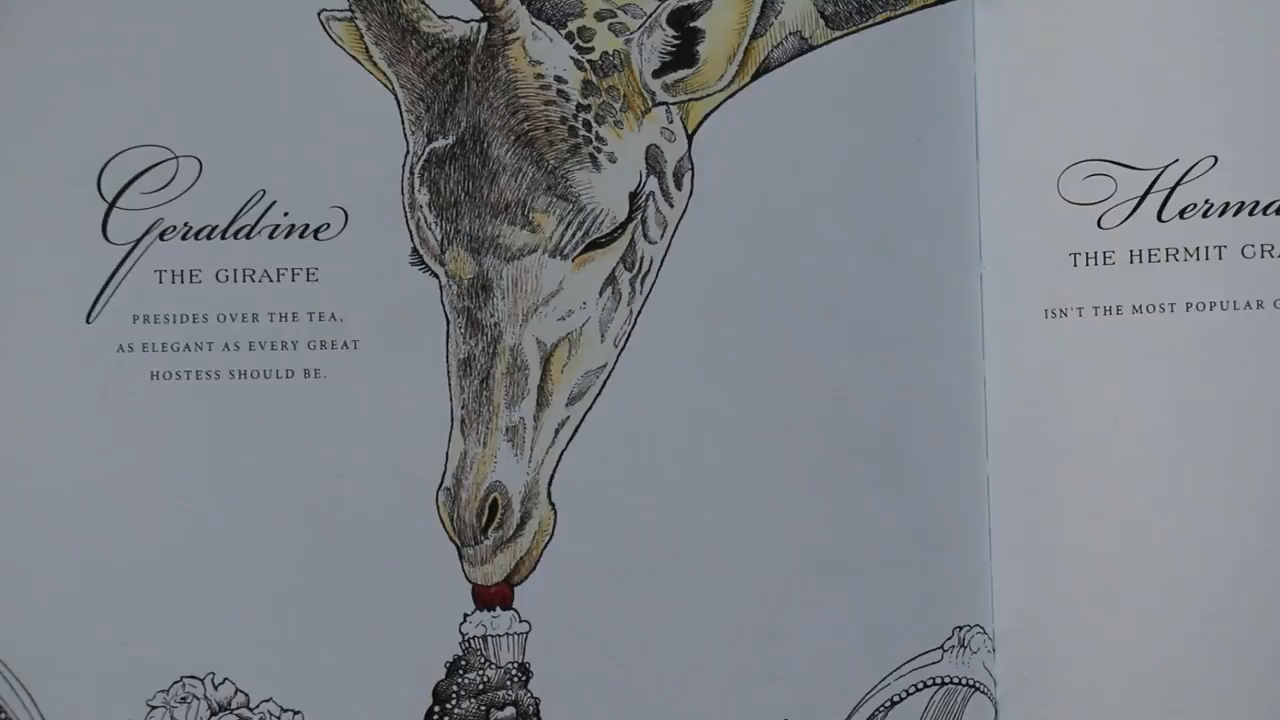 Geraldine
THE GIRAFFE
PRESIDES OVER THE TEA,
AS ELEGANT AS EVERY GREAT
HOSTESS SHOULD BE.
THE HERMIT
ISN'T THE MOST POPULAR